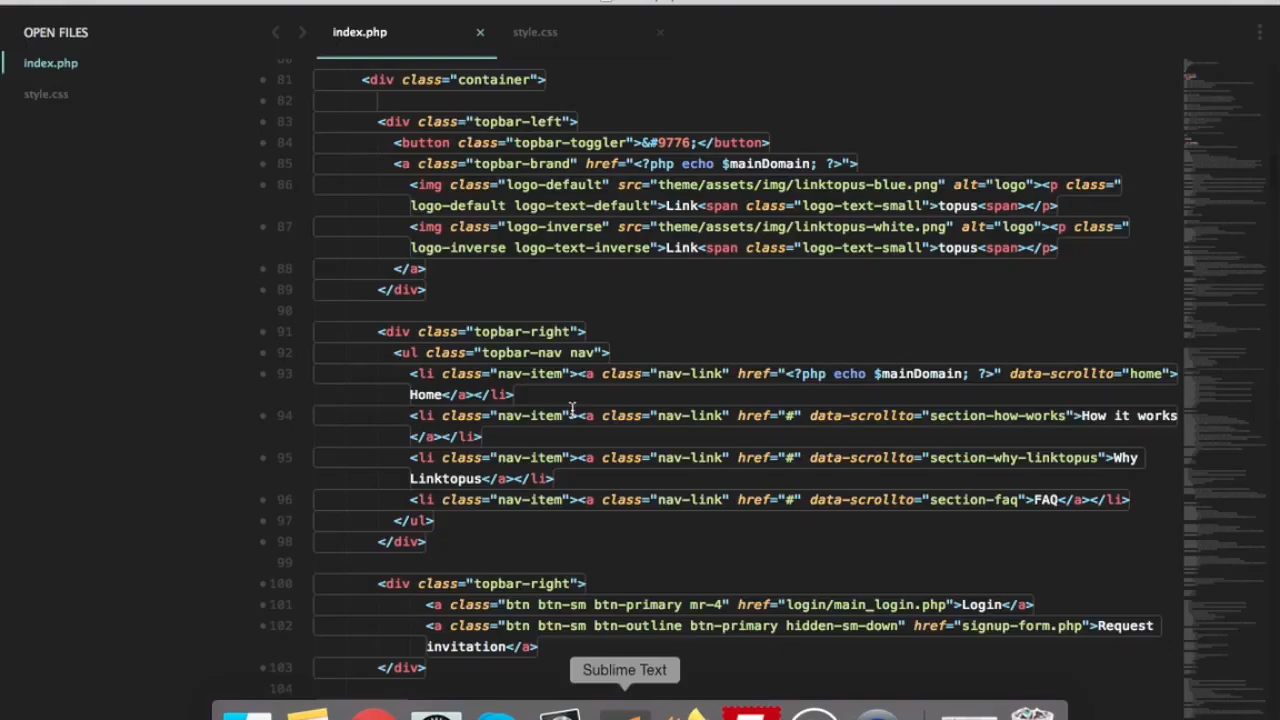 OPEN FILES
index.php
style.css
index.php ×
style.css ×
81 <div class="container">
82
83 <div class="topbar-left">
84 <button class="topbar-toggler">&#9776;</button>
85 <a class="topbar-brand" href="<?php echo $mainDomain; ?>">
86 <img class="logo-default" src="theme/assets/img/linktopus-blue.png" alt="logo"><p class="
logo-default logo-text-default">Link<span class="logo-text-small">topus<span></p>
87 <img class="logo-inverse" src="theme/assets/img/linktopus-white.png" alt="logo"><p class="
logo-inverse logo-text-inverse">Link<span class="logo-text-small">topus<span></p>
88 </a>
89 </div>
90
91 <div class="topbar-right">
92 <ul class="topbar-nav nav">
93 <li class="nav-item"><a class="nav-link" href="<?php echo $mainDomain; ?>" data-scrollto="home">
Home</a></li>
94 <li class="nav-item"><a class="nav-link" href="#" data-scrollto="section-how-works">How it works
</a></li>
95 <li class="nav-item"><a class="nav-link" href="#" data-scrollto="section-why-linktopus">Why
Linktopus</a></li>
96 <li class="nav-item"><a class="nav-link" href="#" data-scrollto="section-faq">FAQ</a></li>
97 </ul>
98 </div>
99
100 <div class="topbar-right">
101 <a class="btn btn-sm btn-primary mr-4" href="login/main_login.php">Login</a>
102 <a class="btn btn-sm btn-outline btn-primary hidden-sm-down" href="signup-form.php">Request
invitation</a>
103 </div>
104
Sublime Text